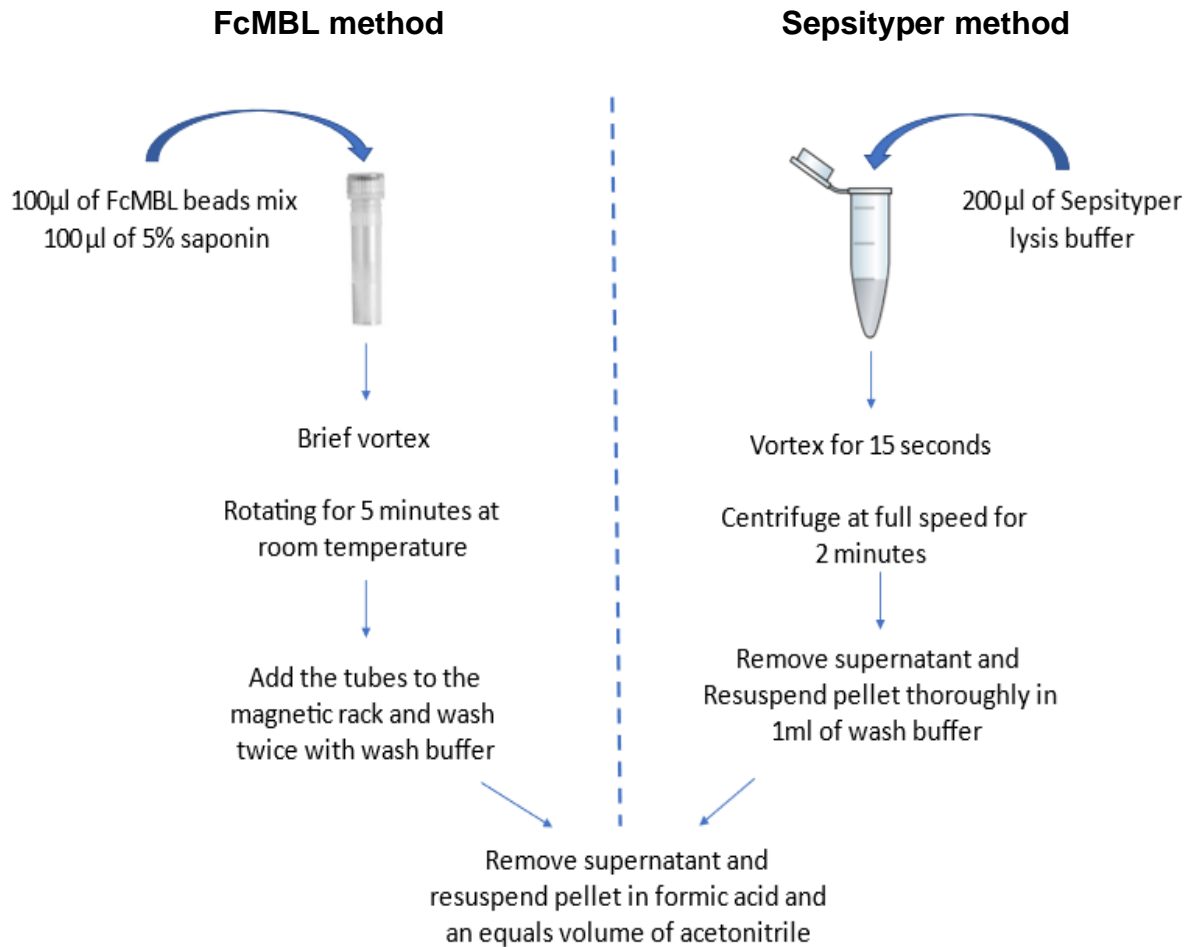 FcMBL method
Sepsityper method
100µl of FcMBL beads mix
100µl of 5% saponin
200µl of Sepsityper
lysis buffer
Brief vortex
Rotating for 5 minutes at
room temperature
Add the tubes to the
magnetic rack and wash
twice with wash buffer
Vortex for 15 seconds
Centrifuge at full speed for
2 minutes
Remove supernatant and
Resuspend pellet thoroughly in
1ml of wash buffer
Remove supernatant and
resuspend pellet in formic acid and
an equals volume of acetonitrile